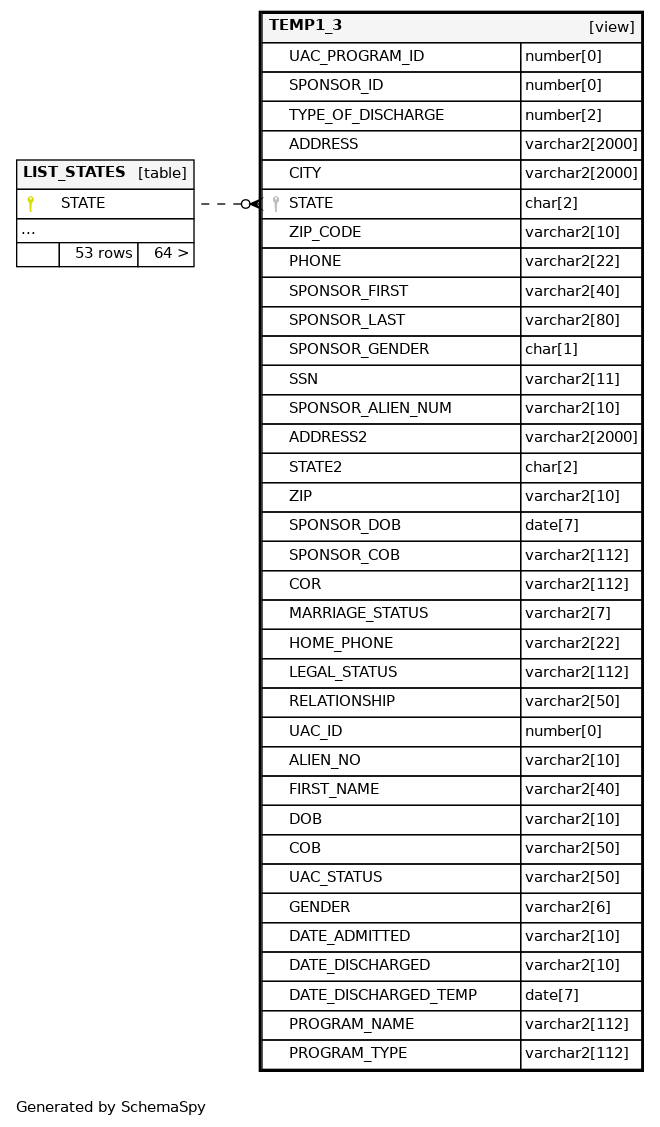 TEMP1_3 [view]
UAC_PROGRAM_ID number[0]
SPONSOR_ID number[0]
TYPE_OF_DISCHARGE number[2]
ADDRESS varchar2[2000]
CITY varchar2[2000]
STATE char[2]
ZIP_CODE varchar2[10]
PHONE varchar2[22]
SPONSOR_FIRST varchar2[40]
SPONSOR_LAST varchar2[80]
SPONSOR_GENDER char[1]
SSN varchar2[11]
SPONSOR_ALIEN_NUM varchar2[10]
ADDRESS2 varchar2[2000]
STATE2 char[2]
ZIP varchar2[10]
SPONSOR_DOB date[7]
SPONSOR_COB varchar2[112]
COR varchar2[112]
MARRIAGE_STATUS varchar2[7]
HOME_PHONE varchar2[22]
LEGAL_STATUS varchar2[112]
RELATIONSHIP varchar2[50]
UAC_ID number[0]
ALIEN_NO varchar2[10]
FIRST_NAME varchar2[40]
DOB varchar2[10]
COB varchar2[50]
UAC_STATUS varchar2[50]
GENDER varchar2[6]
DATE_ADMITTED varchar2[10]
DATE_DISCHARGED varchar2[10]
DATE_DISCHARGED_TEMP date[7]
PROGRAM_NAME varchar2[112]
PROGRAM_TYPE varchar2[112]
LIST_STATES [table]
STATE
...
53 rows 64 >
Generated by SchemaSpy